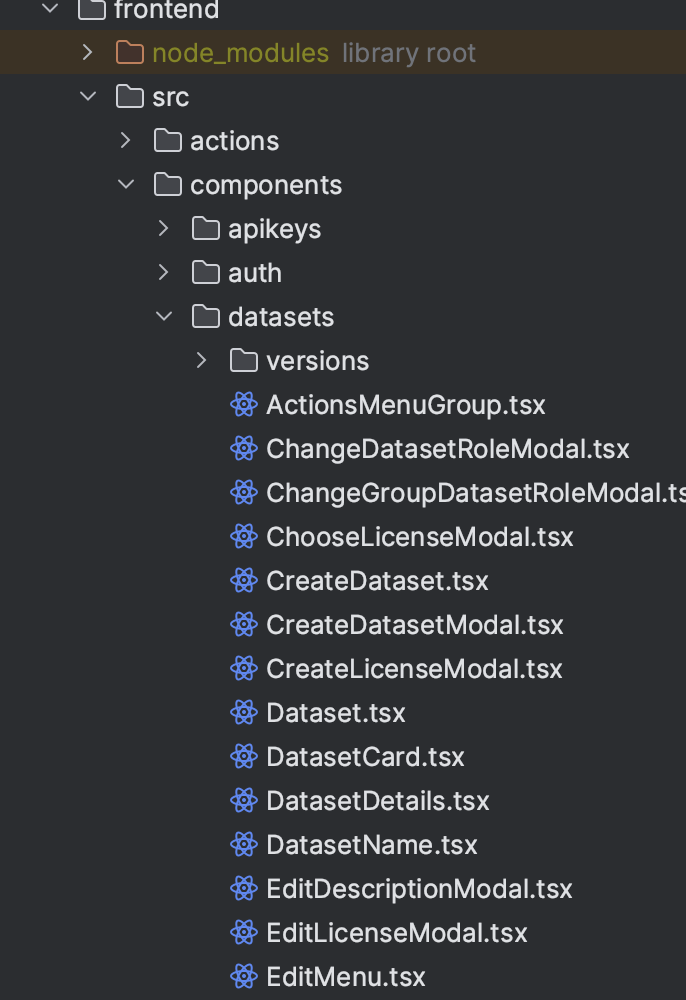 frontend
node_modules library root
src
actions
components
apikeys
auth
datasets
versions
ActionsMenuGroup.tsx
ChangeDatasetRoleModal.tsx
ChangeGroupDatasetRoleModal.ts
ChooseLicenseModal.tsx
CreateDataset.tsx
CreateDatasetModal.tsx
CreateLicenseModal.tsx
Dataset.tsx
DatasetCard.tsx
DatasetDetails.tsx
DatasetName.tsx
EditDescriptionModal.tsx
EditLicenseModal.tsx
EditMenu.tsx